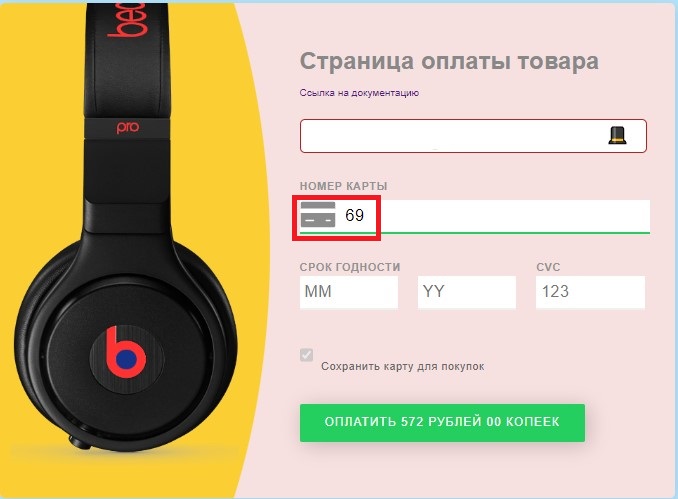 bea
pro
b
Страница оплаты товара
Ссылка на документацию
НОМЕР КАРТЫ
69
СРОК ГОДНОСТИ CVC
MM YY 123
Сохранить карту для покупок
ОПЛАТИТЬ 572 РУБЛЕЙ 00 КОПЕЕК